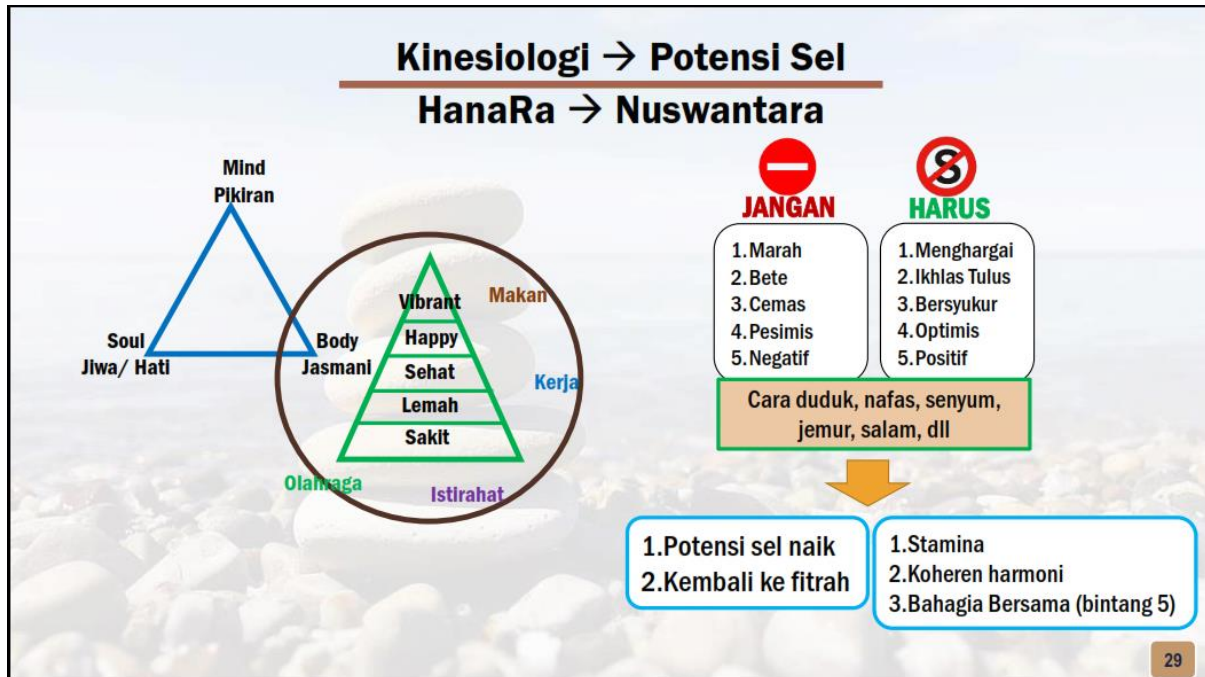 Kinesiologi → Potensi Sel
HanaRa → Nuswantara
Mind
Pikiran
Soul
Jiwa/ Hati
Body
Jasmani
Vibrant
Happy
Sehat
Lemah
Sakit
Makan
Kerja
Olahraga
Istirahat
JANGAN
1.Marah
2.Bete
3.Cemas
4.Pesimis
5.Negatif
S
HARUS
1.Menghargai
2.Ikhlas Tulus
3.Bersyukur
4.Optimis
5.Positif
Cara duduk, nafas, senyum,
jemur, salam, dll
1.Potensi sel naik
2.Kembali ke fitrah
1.Stamina
2.Koheren harmoni
3.Bahagia Bersama (bintang 5)
29